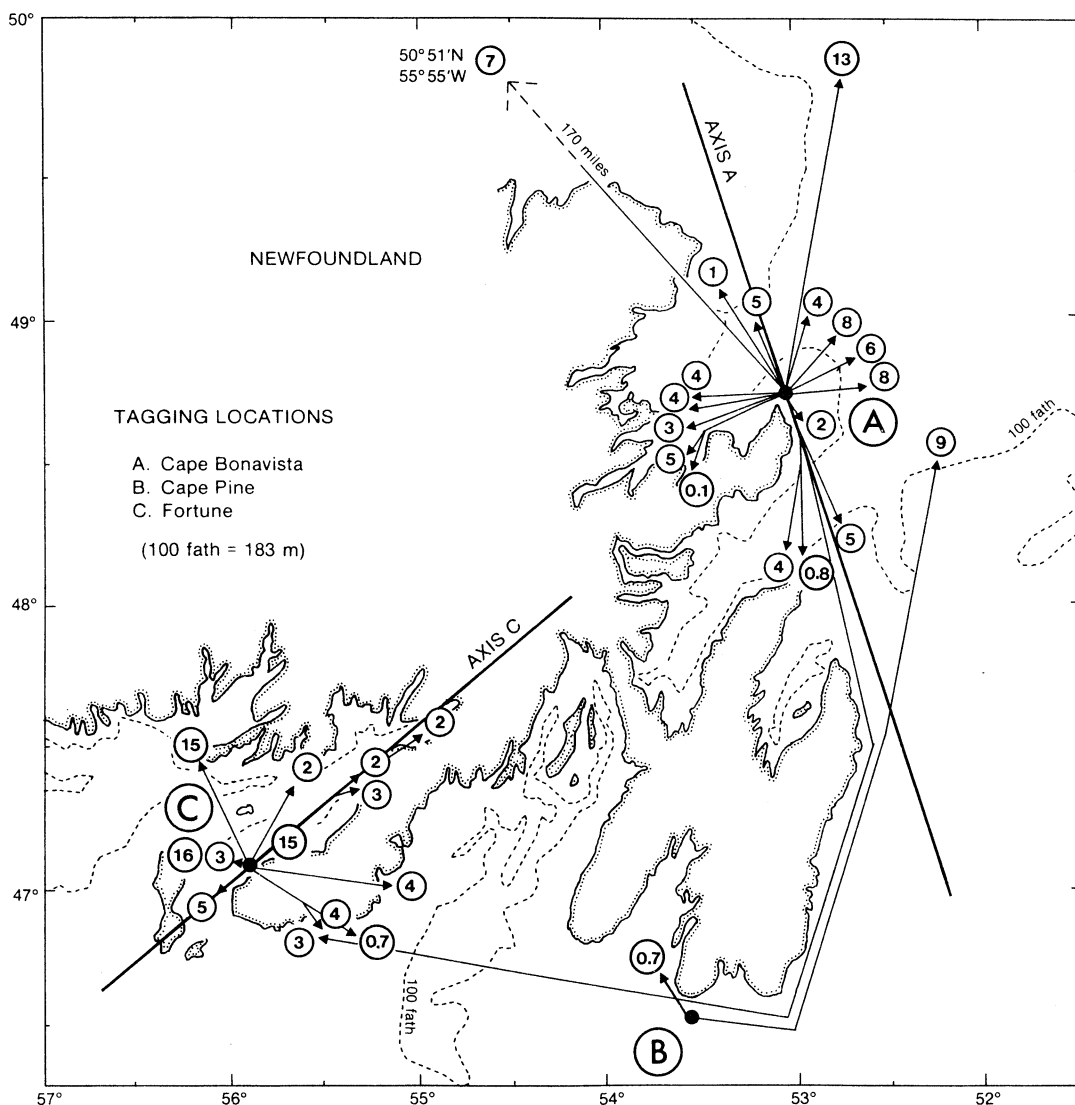 50°
50°51'N
55°55'W
7
13
170 miles
AXIS A
NEWFOUNDLAND
1
5
4
8
6
8
49°
4
4
3
5
0.1
2
A
9
100 fath
TAGGING LOCATIONS
A. Cape Bonavista
B. Cape Pine
C. Fortune
(100 fath = 183 m)
5
4
0.8
48°
AXIS C
2
15
2
2
3
C
15
16
3
47°
5
4
4
3
0.7
0.7
100 fath
B
57°
56°
55°
54°
53°
52°